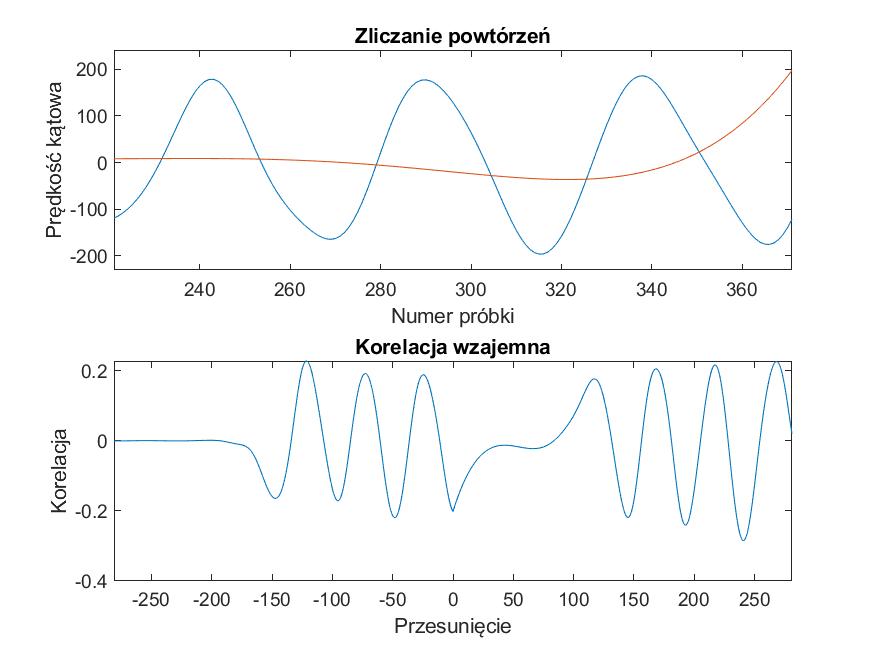 Zliczanie powtórzeń
Prędkość kątowa
200
100
0
-100
-200
240 260 280 300 320 340 360
Numer próbki
Korelacja wzajemna
Korelacja
0.2
0
-0.2
-0.4
-250 -200 -150 -100 -50 0 50 100 150 200 250
Przesunięcie